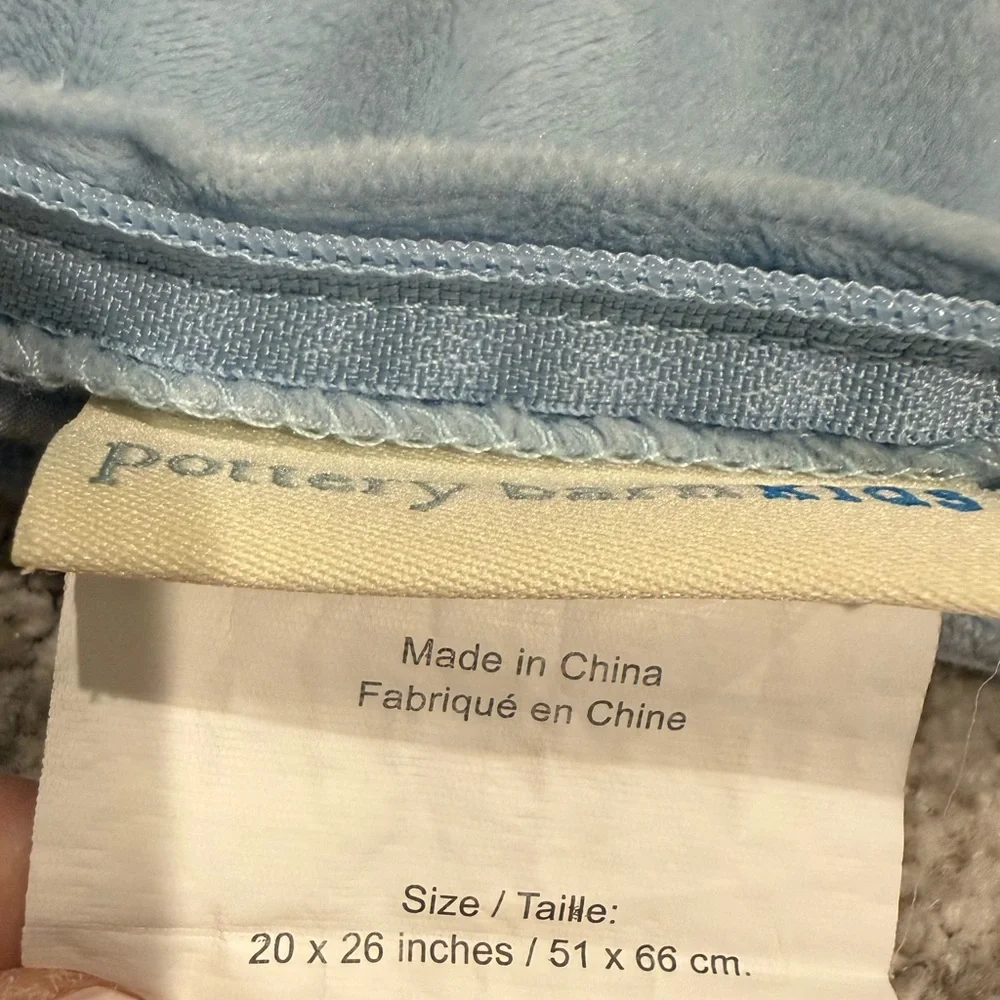 pottery barn kids
Made in China
Fabriqué en Chine
Size / Taille:
20 x 26 inches / 51 x 66 cm.